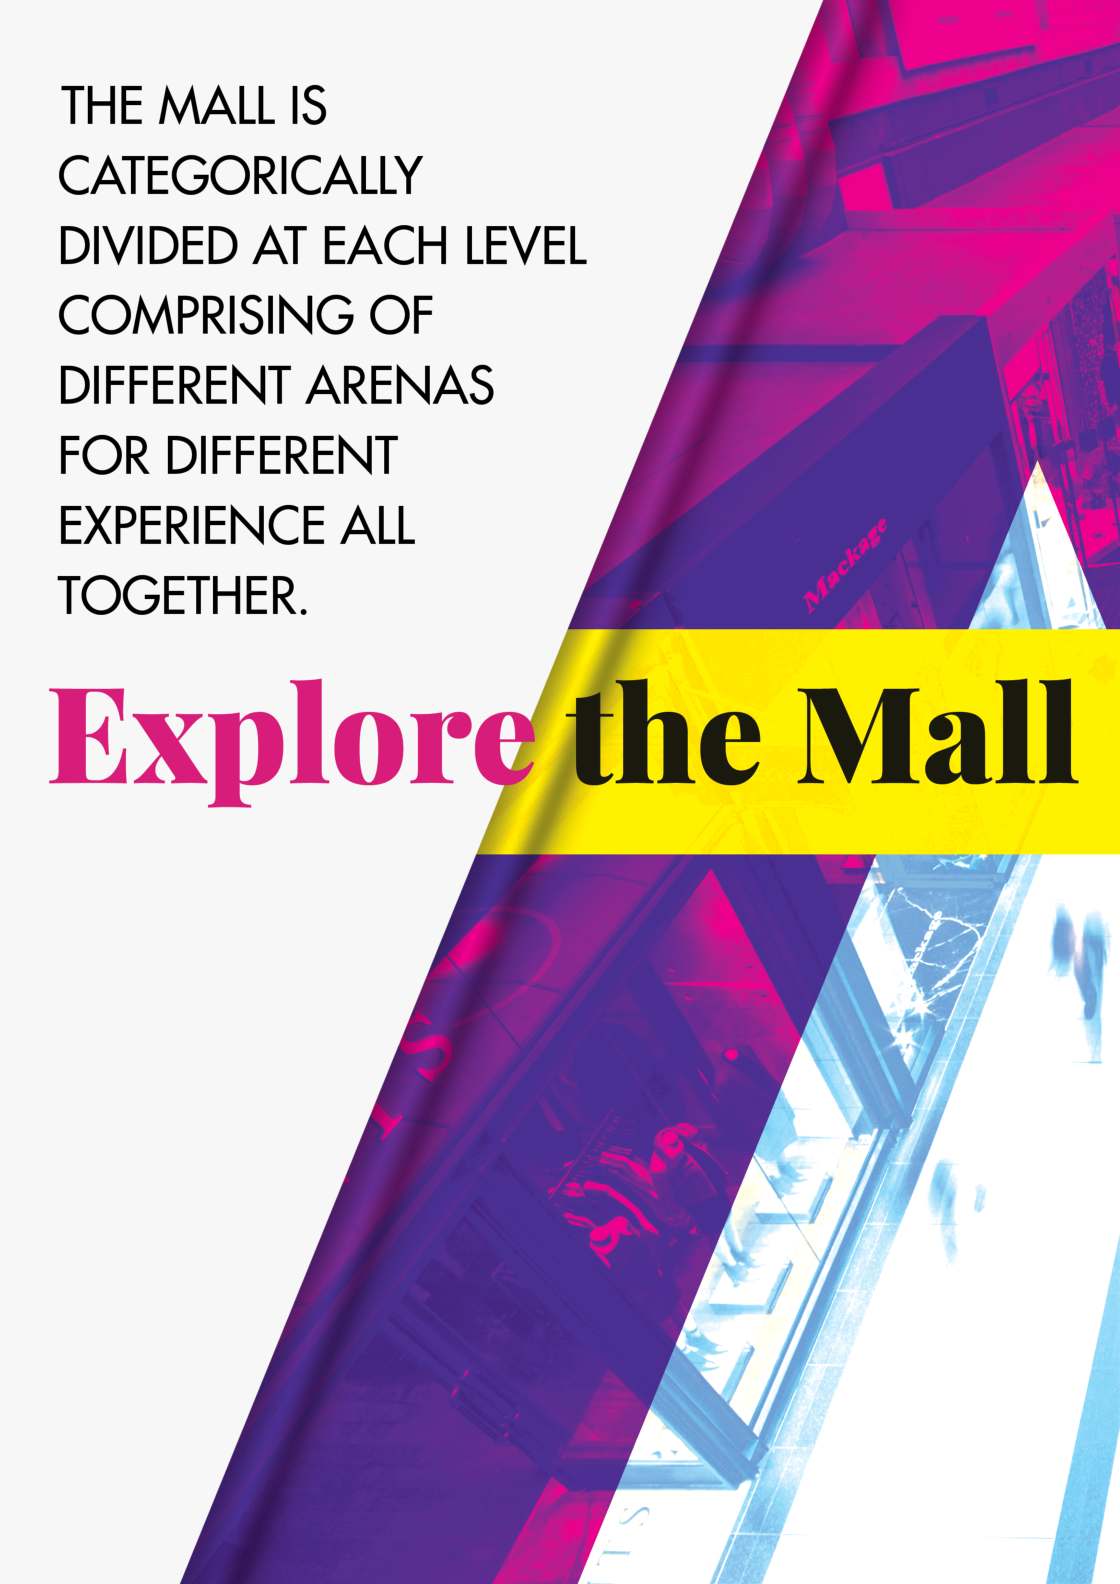 THE MALL IS
CATEGORICALLY
DIVIDED AT EACH LEVEL
COMPRISING OF
DIFFERENT ARENAS
FOR DIFFERENT
EXPERIENCE ALL
TOGETHER.
Mackage
Explore the Mall